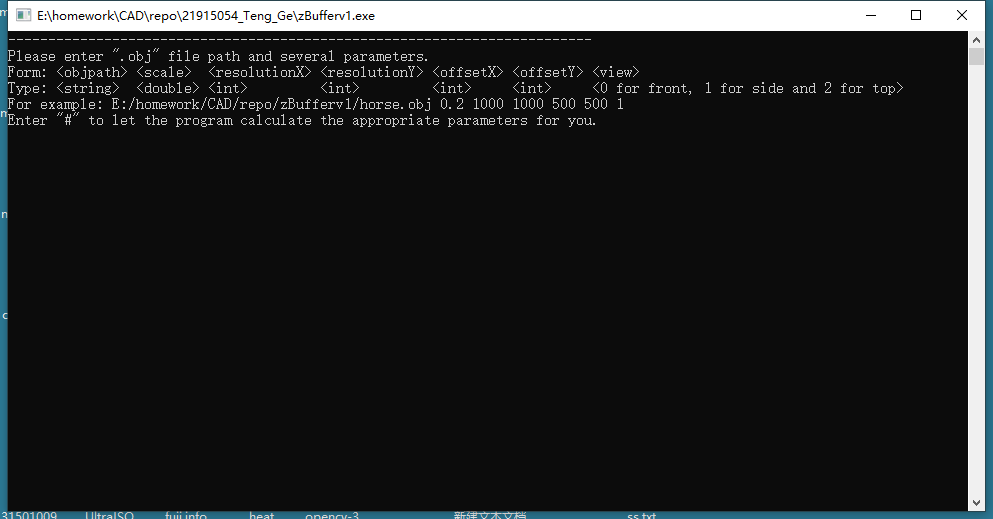 E:\homework\CAD\repo\21915054_Teng_Ge\zBufferv1.exe
-------------------------------------------------------------------------
Please enter ".obj" file path and several parameters.
Form: <objpath> <scale>  <resolutionX> <resolutionY> <offsetX> <offsetY> <view>
Type: <string>  <double> <int>         <int>         <int>     <int>     <0 for front, 1 for side and 2 for top>
For example: E:/homework/CAD/repo/zBufferv1/horse.obj 0.2 1000 1000 500 500 1
Enter "#" to let the program calculate the appropriate parameters for you.
31501009 UltraISO fuji.info heat opencv-3 新建文本文档 ss.txt